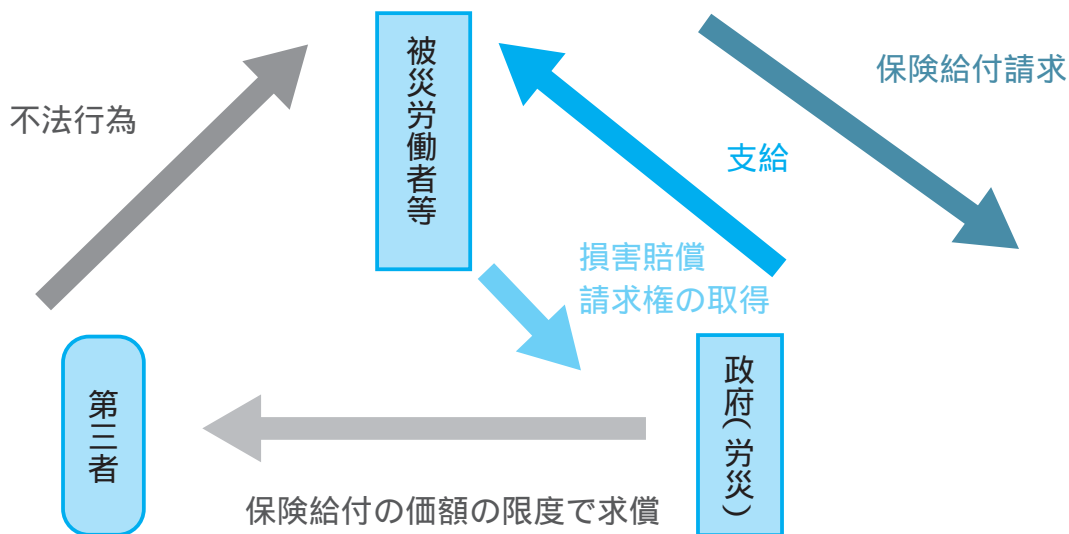 被災労働者等
保険給付請求
不法行為
支給
損害賠償
請求権の取得
第三者
政府(労災)
保険給付の価額の限度で求償